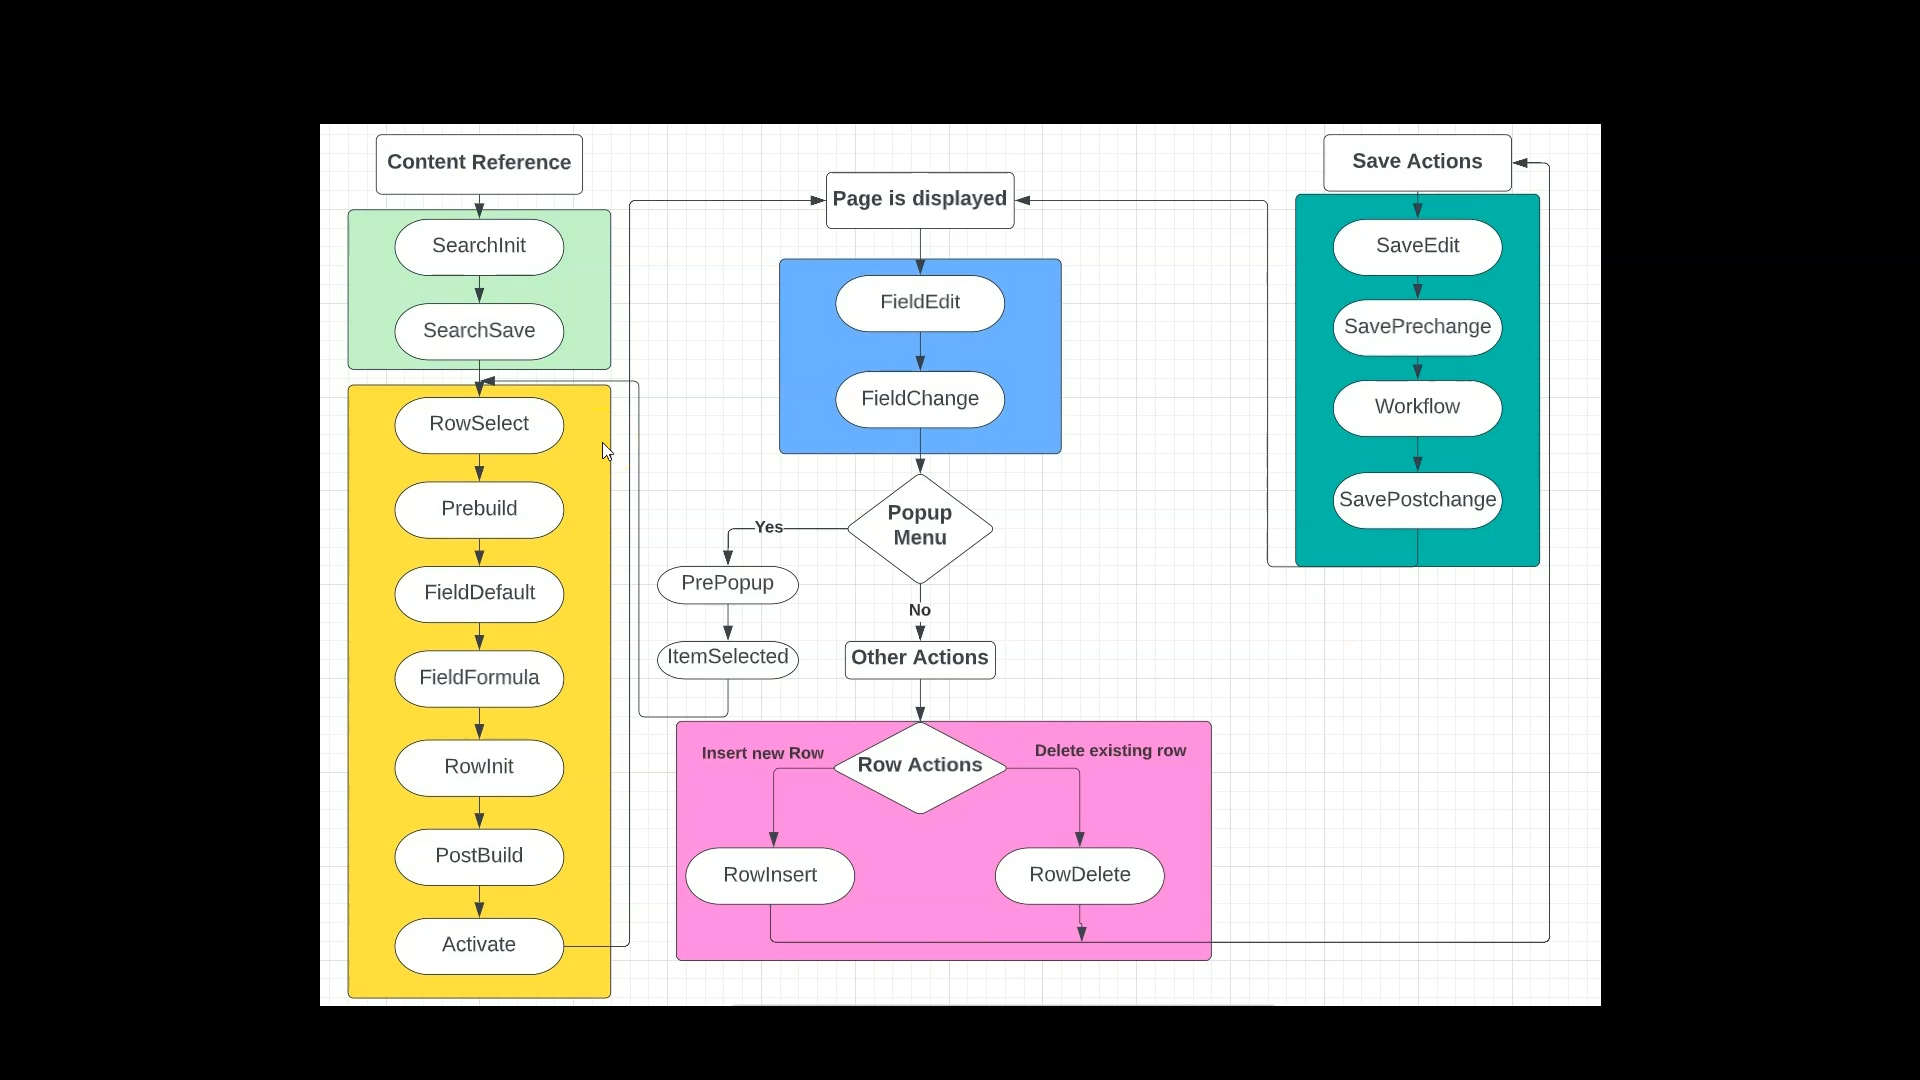 Content Reference
SearchInit
SearchSave
RowSelect
Prebuild
FieldDefault
FieldFormula
RowInit
PostBuild
Activate
Page is displayed
FieldEdit
FieldChange
Popup
Menu
Yes
PrePopup
ItemSelected
No
Other Actions
Row Actions
Insert new Row
Delete existing row
RowInsert
RowDelete
Save Actions
SaveEdit
SavePrechange
Workflow
SavePostchange